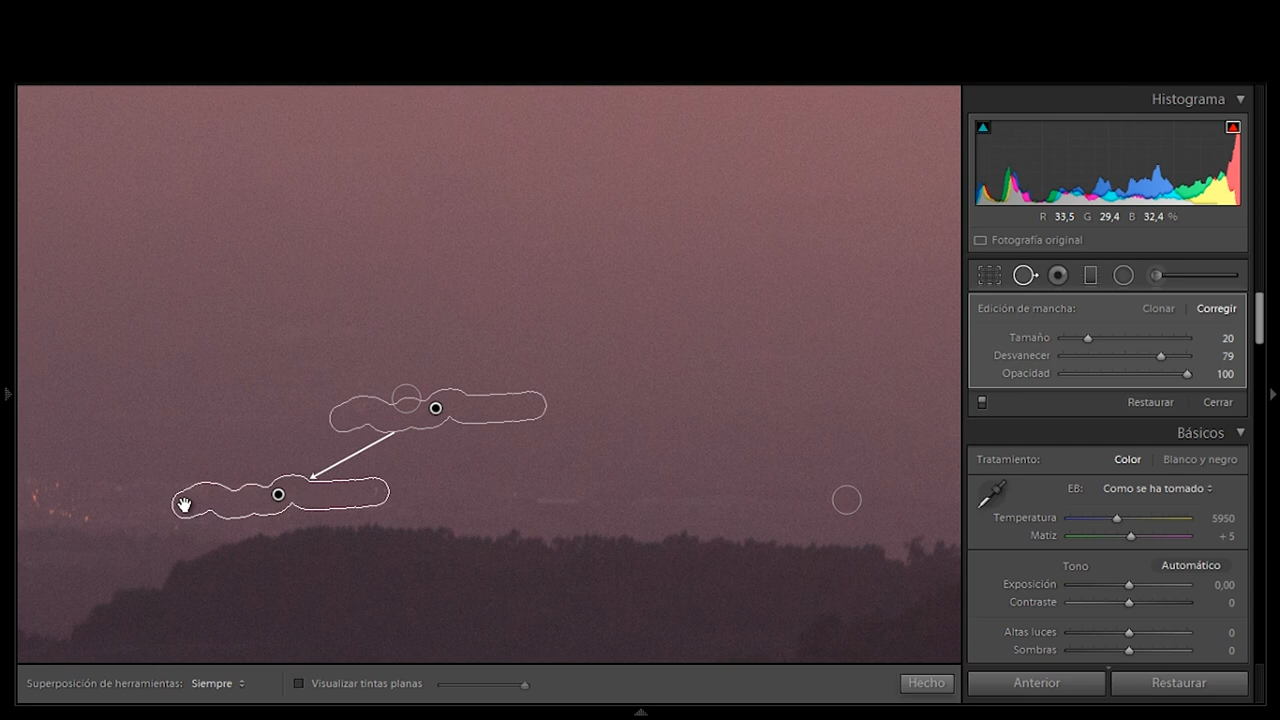 Histograma
R 33,5 G 29,4 B 32,4 %
Fotografía original
Edición de mancha: Clonar Corregir
Tamaño 20
Desvanecer 79
Opacidad 100
Restaurar Cerrar
Básicos
Tratamiento: Color Blanco y negro
EB: Como se ha tomado
Temperatura 5950
Matiz + 5
Tono Automático
Exposición 0,00
Contraste 0
Altas luces 0
Sombras 0
Superposición de herramientas: Siempre Visualizar tintas planas Hecho
Anterior Restaurar